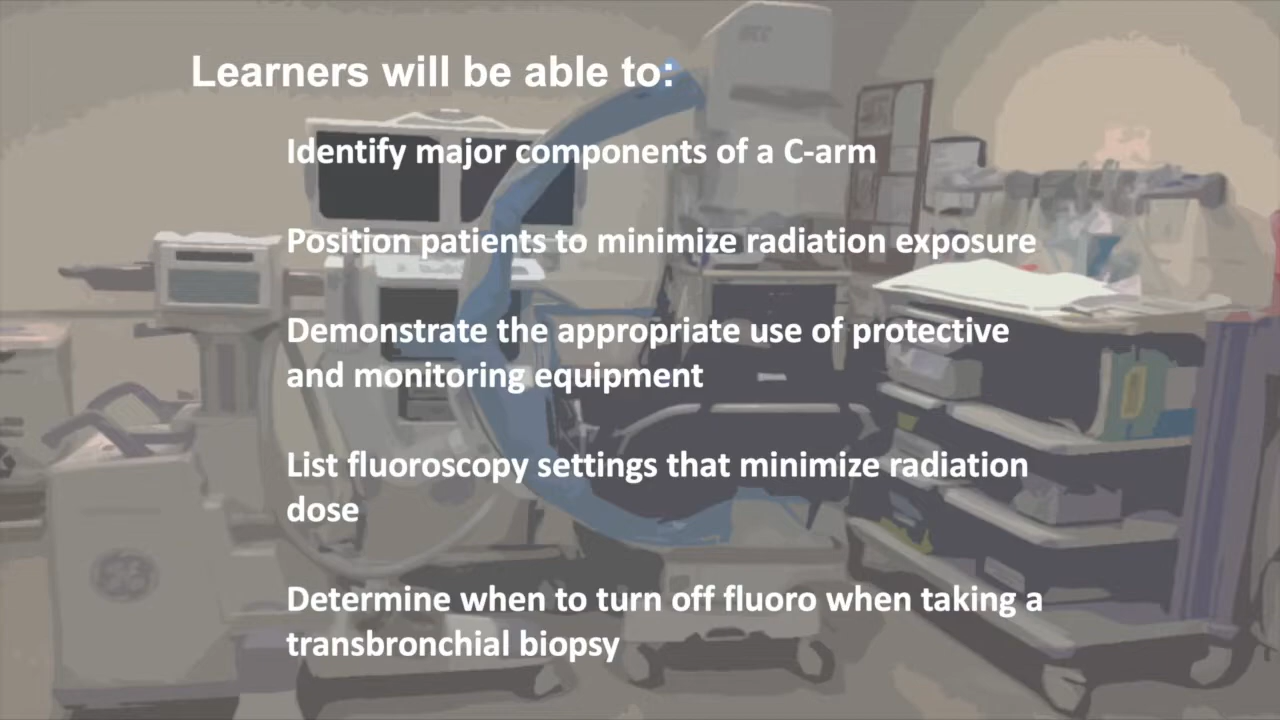 Learners will be able to:
Identify major components of a C-arm
Position patients to minimize radiation exposure
Demonstrate the appropriate use of protective
and monitoring equipment
List fluoroscopy settings that minimize radiation
dose
Determine when to turn off fluoro when taking a
transbronchial biopsy